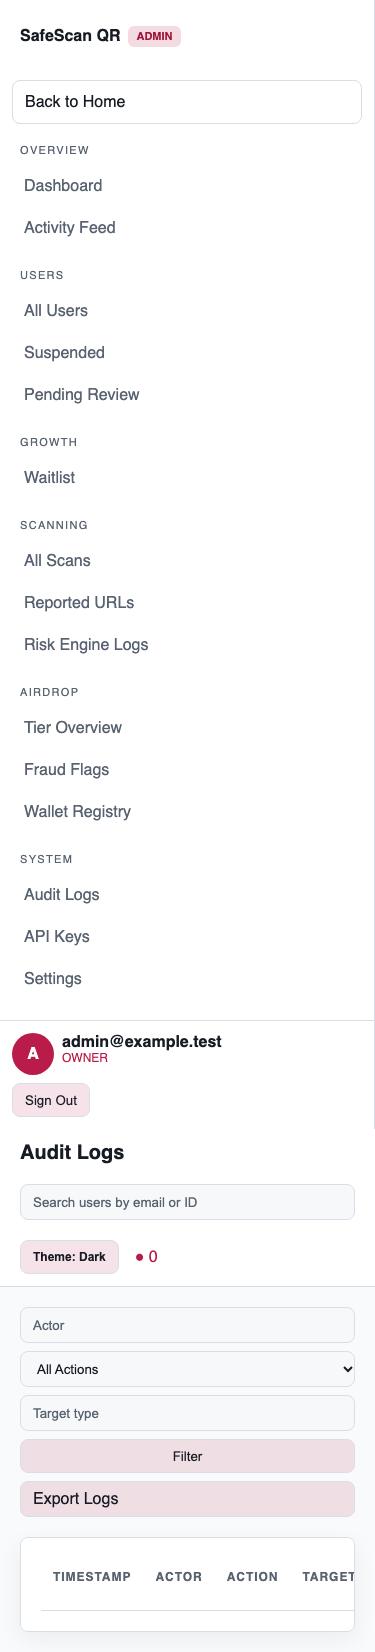 SafeScan QR ADMIN
Back to Home
OVERVIEW
Dashboard
Activity Feed
USERS
All Users
Suspended
Pending Review
GROWTH
Waitlist
SCANNING
All Scans
Reported URLs
Risk Engine Logs
AIRDROP
Tier Overview
Fraud Flags
Wallet Registry
SYSTEM
Audit Logs
API Keys
Settings
A
admin@example.test
OWNER
Sign Out
Audit Logs
Search users by email or ID
Theme: Dark ● 0
Actor
All Actions
Target type
Filter
Export Logs
TIMESTAMP ACTOR ACTION TARGET